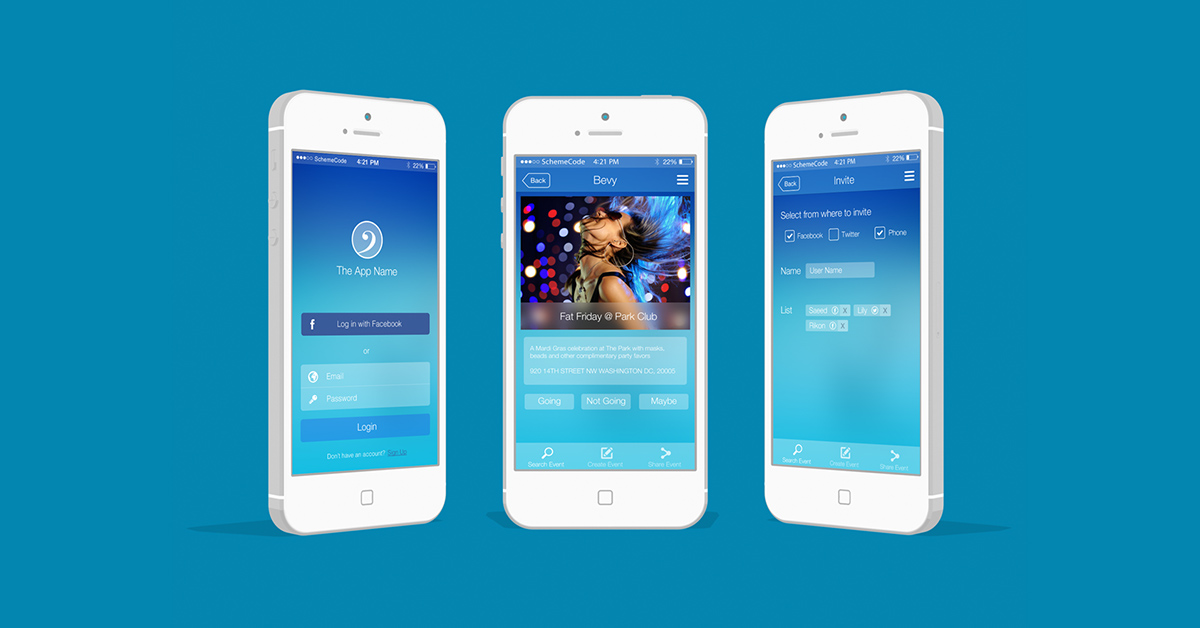 SchemeCode 4:21 PM 22%
The App Name
f Log in with Facebook
or
Email
Password
Login
Don't have an account? Sign Up
SchemeCode 4:21 PM 22%
Back Bevy
Fat Friday @ Park Club
A Mardi Gras celebration at The Park with masks,
beads and other complimentary party favors
920 14TH STREET NW WASHINGTON DC, 20005
Going Not Going Maybe
Search Event Create Event Share Event
SchemeCode 4:21 PM 22%
Back Invite
Select from where to invite
Facebook Twitter Phone
Name User Name
List Saeed X Lily X
Rikon X
Search Event Create Event Share Event